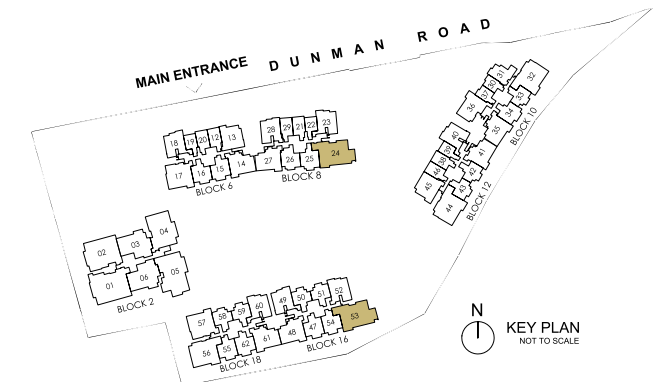 DUNMAN ROAD
MAIN ENTRANCE
18 19 20 12 13
28 29 21 22 23
17 16 15 14 27 26 25 24
BLOCK 6
BLOCK 8
30 31 32
37 33
36 34
35
BLOCK 10
40 41
39
38 42
46 43
45 44
BLOCK 12
04
02 03
01 06 05
BLOCK 2
57 58 59 60 49 50 51 52
56 55 62 61 48 47 54 53
BLOCK 18
BLOCK 16
N
KEY PLAN
NOT TO SCALE